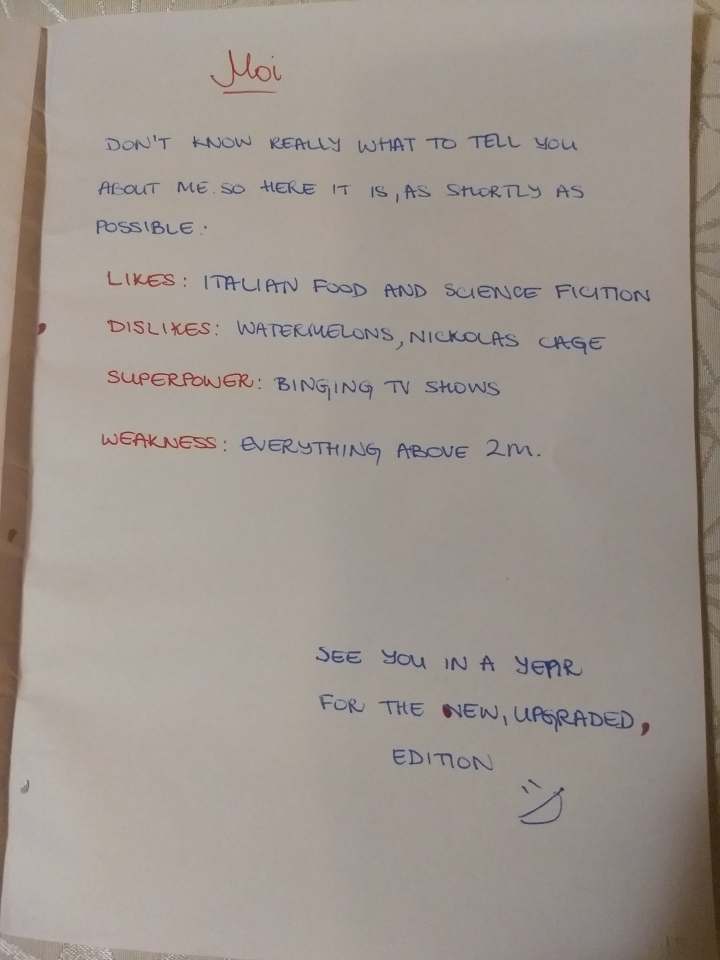 Moi
DON'T KNOW REALLY WHAT TO TELL YOU
ABOUT ME. SO HERE IT IS, AS SHORTLY AS
POSSIBLE:
LIKES: ITALIAN FOOD AND SCIENCE FICITION
DISLIKES: WATERMELONS, NICKOLAS CAGE
SUPERPOWER: BINGING TV SHOWS
WEAKNESS: EVERYTHING ABOVE 2M.
SEE YOU IN A YEAR
FOR THE NEW, UPGRADED,
EDITION